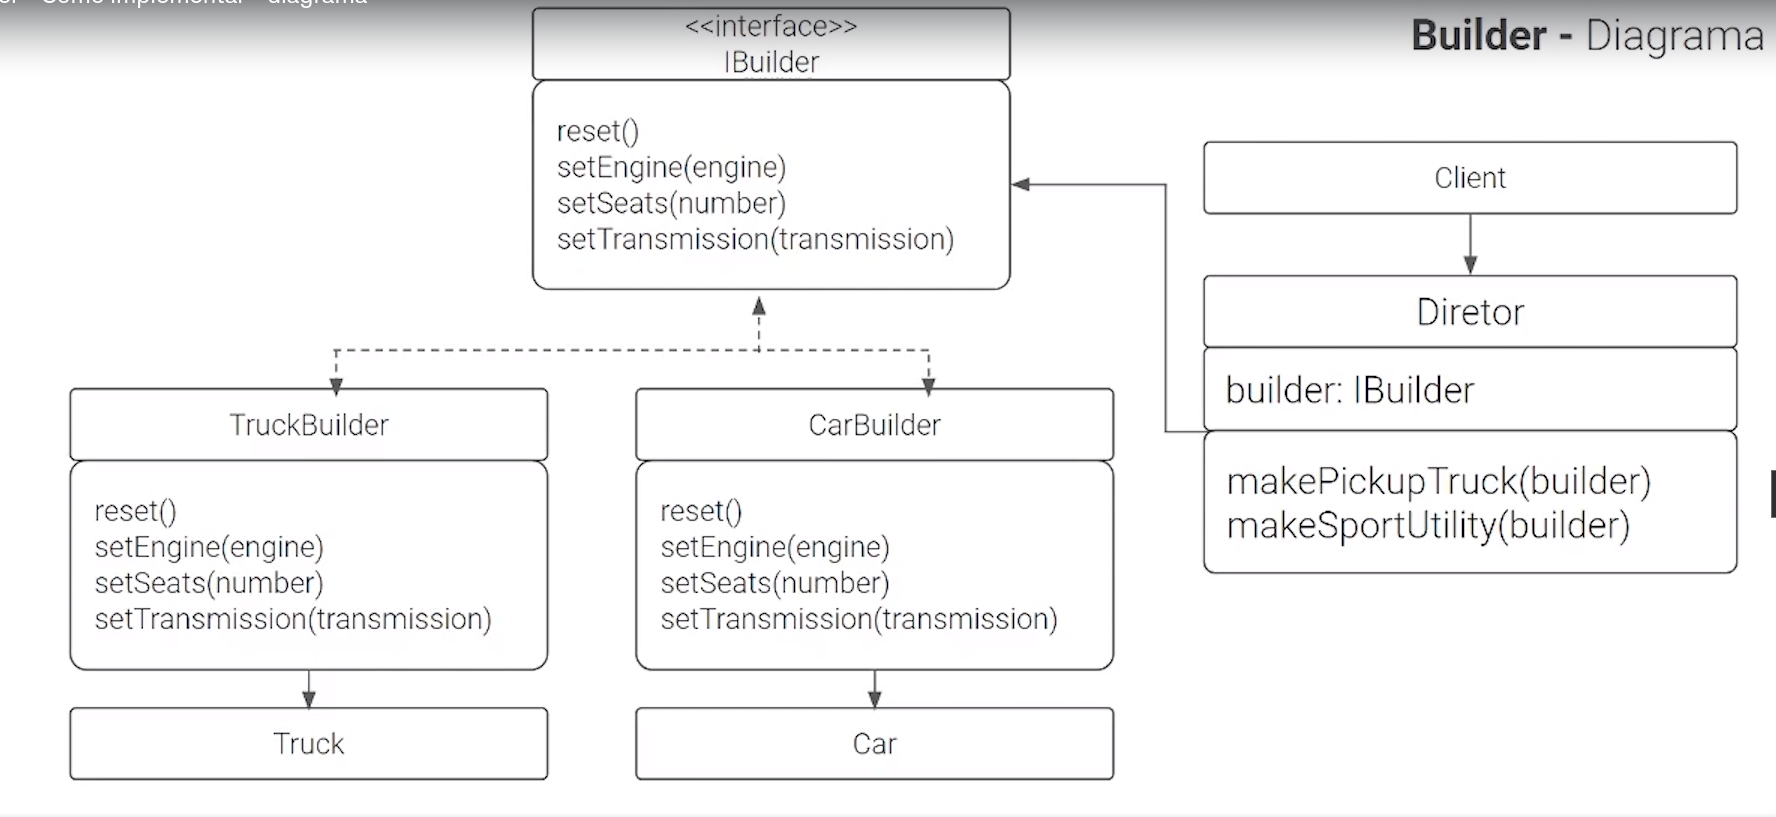 Como implementar - diagrama
Builder - Diagrama
<<interface>>
IBuilder
reset()
setEngine(engine)
setSeats(number)
setTransmission(transmission)
Client
Diretor
builder: IBuilder
makePickupTruck(builder)
makeSportUtility(builder)
TruckBuilder
reset()
setEngine(engine)
setSeats(number)
setTransmission(transmission)
Truck
CarBuilder
reset()
setEngine(engine)
setSeats(number)
setTransmission(transmission)
Car